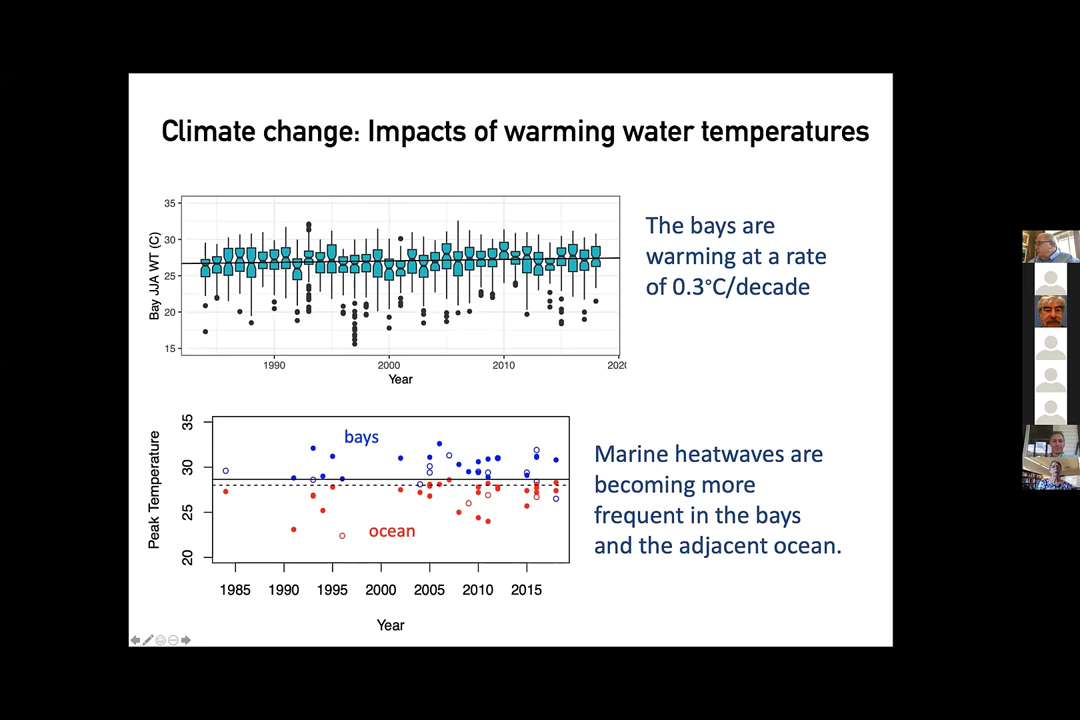 Climate change: Impacts of warming water temperatures
35
30
25
20
15
Bay JJA WT (C)
1990
2000
2010
2020
Year
The bays are
warming at a rate
of 0.3°C/decade
35
30
25
20
Peak Temperature
bays
ocean
1985
1990
1995
2000
2005
2010
2015
Year
Marine heatwaves are
becoming more
frequent in the bays
and the adjacent ocean.